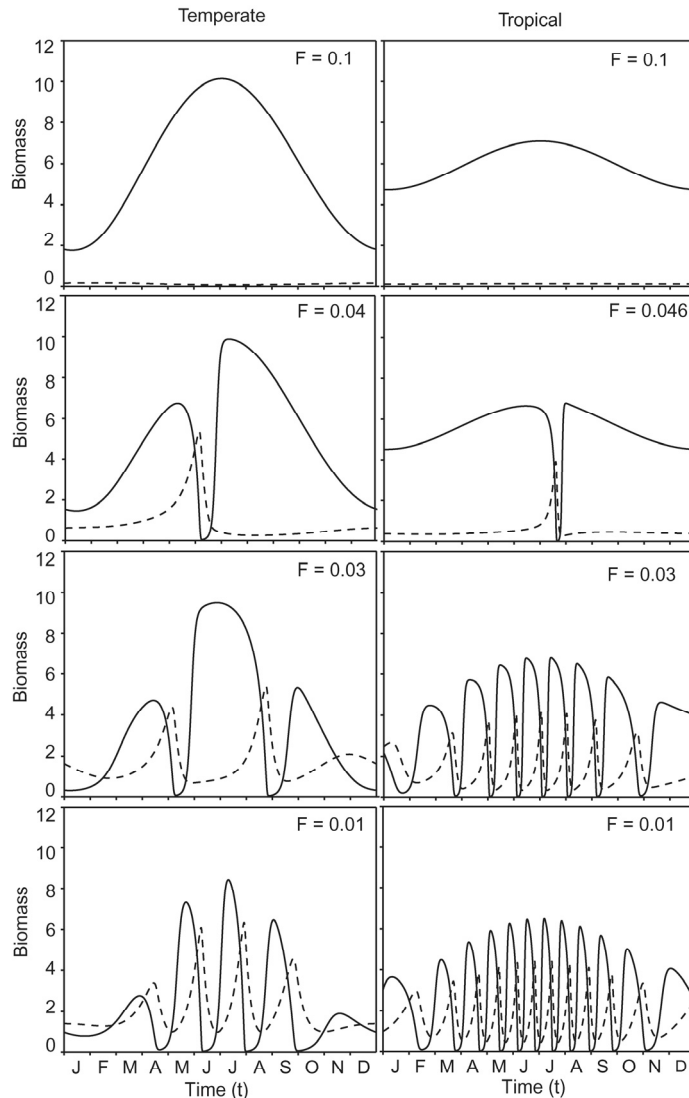 Temperate
Tropical
12
10
8
6
4
2
0
Biomass
F = 0.1
F = 0.1
12
10
8
6
4
2
0
Biomass
F = 0.04
F = 0.046
12
10
8
6
4
2
0
Biomass
F = 0.03
F = 0.03
12
10
8
6
4
2
0
Biomass
F = 0.01
F = 0.01
J F M A M J J A S O N D
J F M A M J J A S O N D
Time (t)
Time (t)